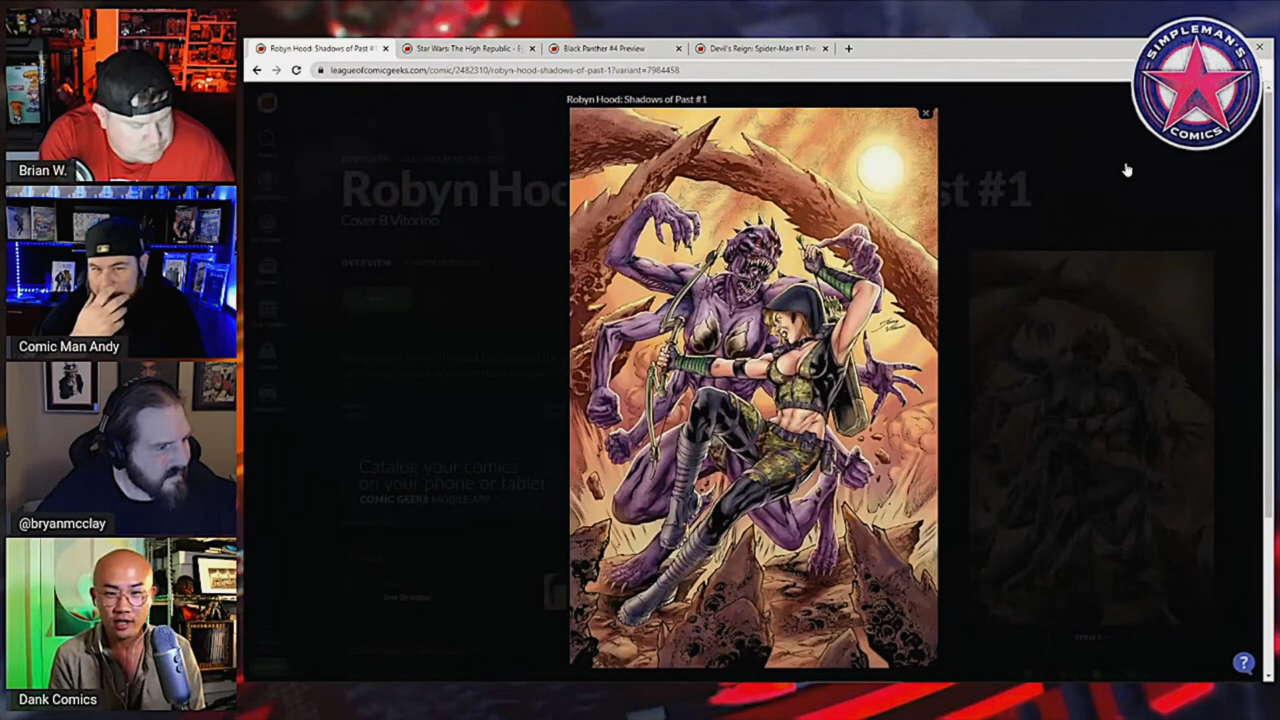 Brian W.
Comic Man Andy
@bryanmcclay
Dank Comics
Robyn Hood: Shadows of Past #1
Star Wars: The High Republic - E
Black Panther #4 Preview
Devil's Reign: Spider-Man #1 Pr
leagueofcomicgeeks.com/comic/2482310/robyn-hood-shadows-of-past-1?variant=7984458
SIMPLEMAN'S
COMICS
Robyn Hood: Shadows of Past #1
Robyn Hoo
st #1
Cover B Vitorino
OVERVIEW
Catalog your comics
on your phone or tablet
COMIC GEEKS MOBILE APP
?